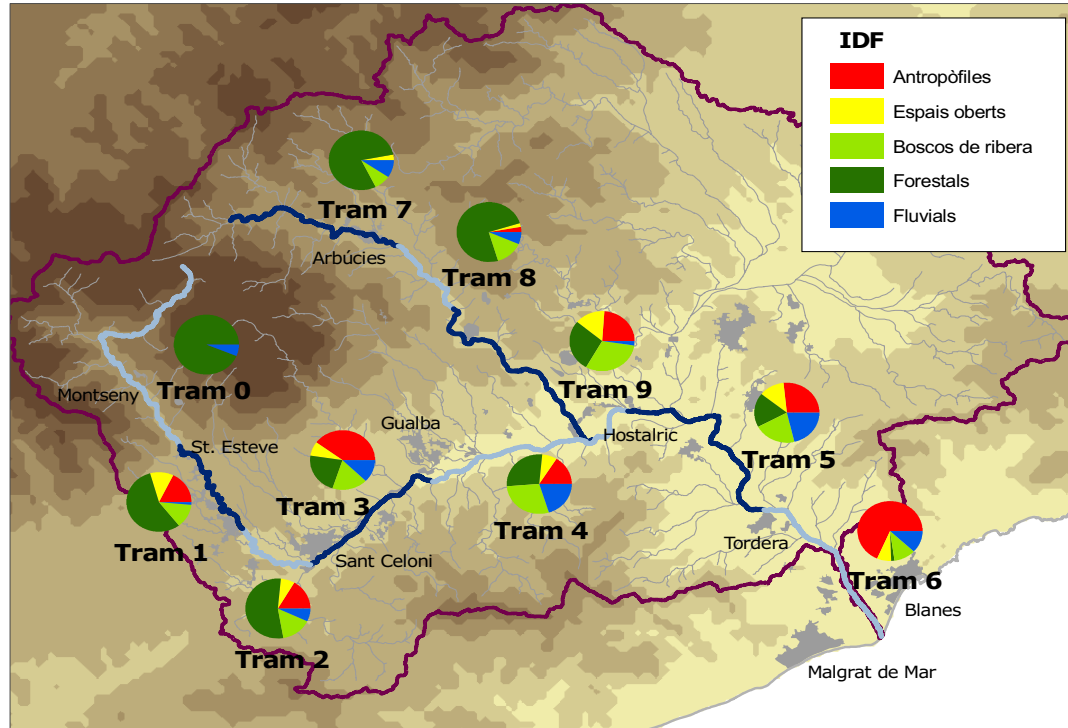 IDF
Antropòfiles
Espais oberts
Boscos de ribera
Forestals
Fluvials
Tram 7
Arbúcies
Tram 8
Tram 9
Tram 0
Montseny
Gualba
Hostalric
St. Esteve
Tram 5
Tram 3
Tram 4
Tram 1
Sant Celoni
Tordera
Tram 6
Blanes
Tram 2
Malgrat de Mar